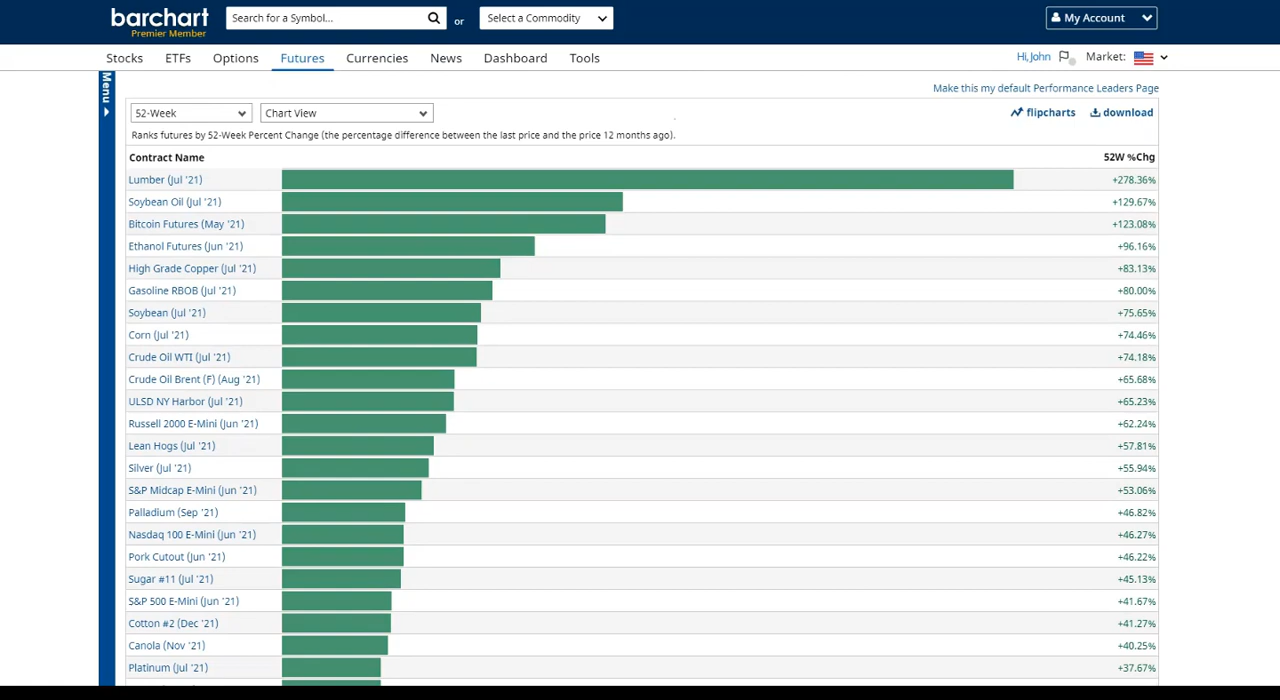 barchart Search for a Symbol... or Select a Commodity My Account
Premier Member
Stocks ETFs Options Futures Currencies News Dashboard Tools Hi, John Market:
Menu
Make this my default Performance Leaders Page
52-Week Chart View flipcharts download
Ranks futures by 52-Week Percent Change (the percentage difference between the last price and the price 12 months ago).
Contract Name 52W %Chg
Lumber (Jul '21) +278.36%
Soybean Oil (Jul '21) +129.67%
Bitcoin Futures (May '21) +123.08%
Ethanol Futures (Jun '21) +96.16%
High Grade Copper (Jul '21) +83.13%
Gasoline RBOB (Jul '21) +80.00%
Soybean (Jul '21) +75.65%
Corn (Jul '21) +74.46%
Crude Oil WTI (Jul '21) +74.18%
Crude Oil Brent (F) (Aug '21) +65.68%
ULSD NY Harbor (Jul '21) +65.23%
Russell 2000 E-Mini (Jun '21) +62.24%
Lean Hogs (Jul '21) +57.81%
Silver (Jul '21) +55.94%
S&P Midcap E-Mini (Jun '21) +53.06%
Palladium (Sep '21) +46.82%
Nasdaq 100 E-Mini (Jun '21) +46.27%
Pork Cutout (Jun '21) +46.22%
Sugar #11 (Jul '21) +45.13%
S&P 500 E-Mini (Jun '21) +41.67%
Cotton #2 (Dec '21) +41.27%
Canola (Nov '21) +40.25%
Platinum (Jul '21) +37.67%